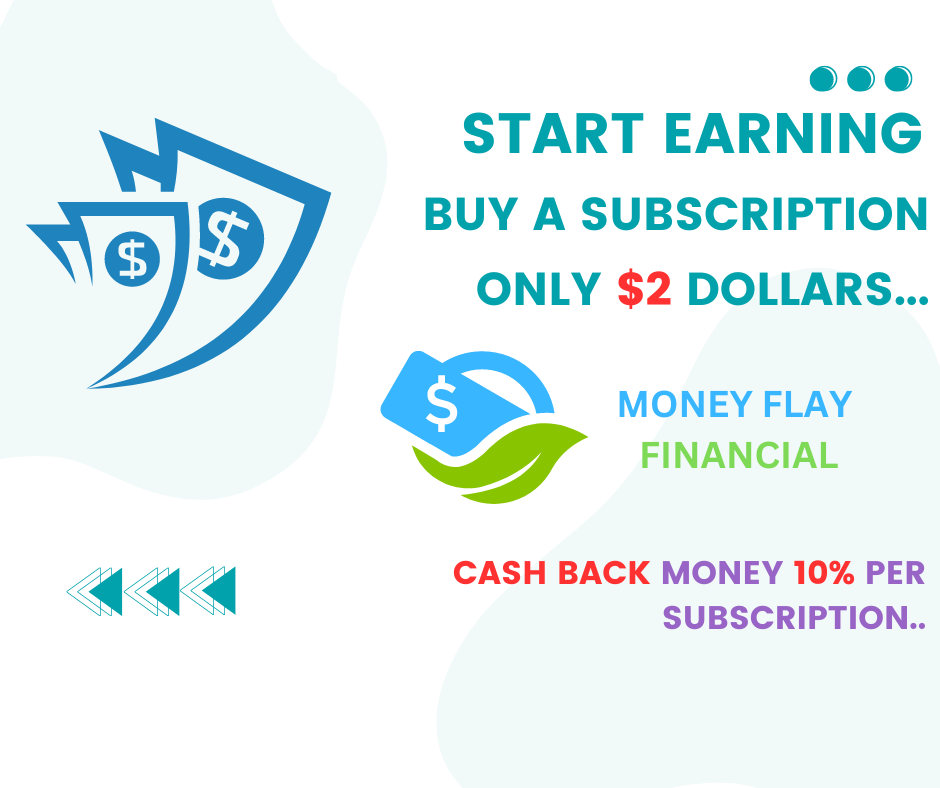 START EARNING
BUY A SUBSCRIPTION
ONLY $2 DOLLARS...
$
$
$
MONEY FLAY
FINANCIAL
CASH BACK MONEY 10% PER
SUBSCRIPTION..